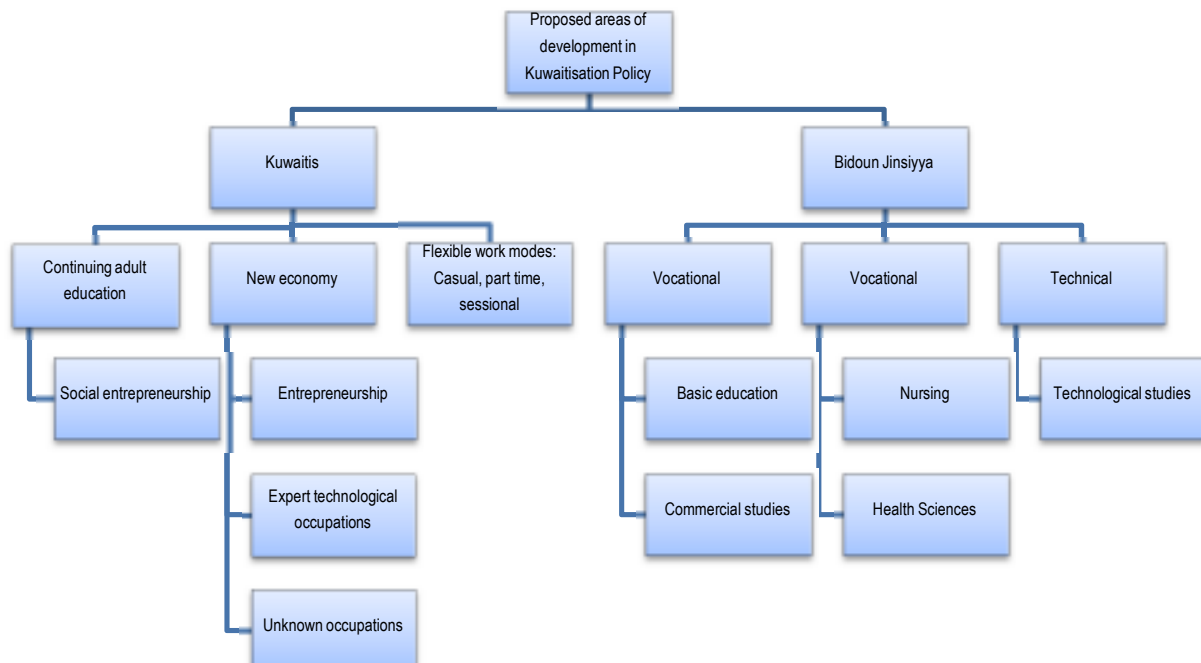 Proposed areas of
development in
Kuwaitisation Policy
Kuwaitis
Bidoun Jinsiyya
Continuing adult
education
New economy
Flexible work modes:
Casual, part time,
sessional
Vocational
Vocational
Technical
Social entrepreneurship
Entrepreneurship
Basic education
Nursing
Technological studies
Expert technological
occupations
Commercial studies
Health Sciences
Unknown occupations